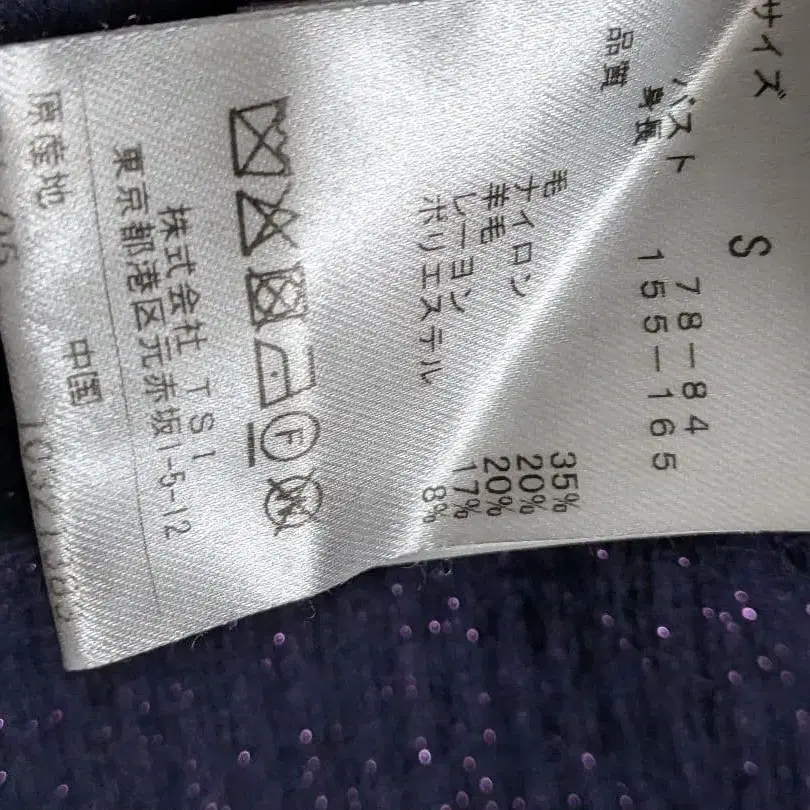 サイズ S
バスト 78-84
身長 155-165
品質
毛 35%
ナイロン 20%
羊毛 20%
レーヨン 17%
ポリエステル 8%
F
株式会社 TSI
東京都港区元赤坂1-5-12
原産地 中国